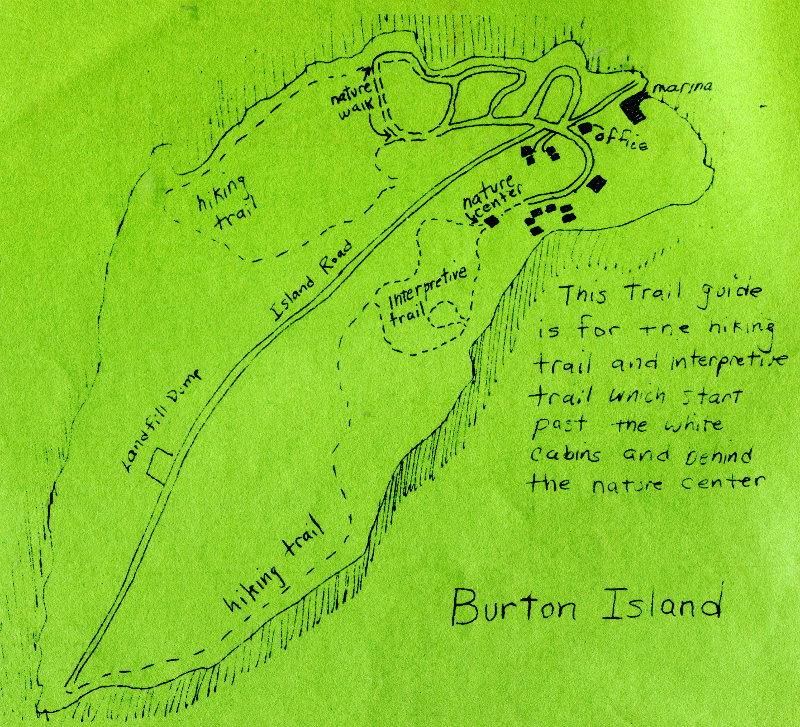 nature
walk
marina
office
hiking
trail
nature
center
Island Road
Interpretive
trail
Landfill Dump
hiking trail
This Trail guide
is for the hiking
trail and interpretive
trail which start
past the white
cabins and behind
the nature center
Burton Island